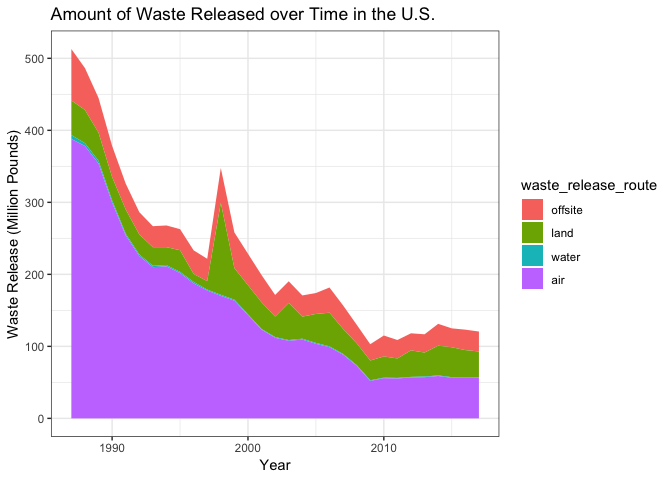 Amount of Waste Released over Time in the U.S.
Waste Release (Million Pounds)
500
400
300
200
100
0
1990
2000
2010
Year
waste_release_route
offsite
land
water
air